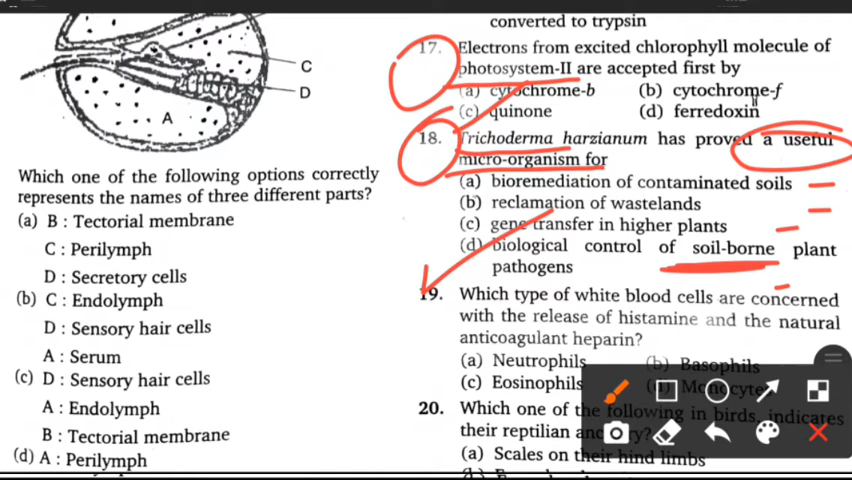 C
D
A
Which one of the following options correctly
represents the names of three different parts?
(a) B : Tectorial membrane
C : Perilymph
D : Secretory cells
(b) C : Endolymph
D : Sensory hair cells
A : Serum
(c) D : Sensory hair cells
A : Endolymph
B : Tectorial membrane
(d) A : Perilymph
converted to trypsin
17. Electrons from excited chlorophyll molecule of
photosystem-II are accepted first by
(a) cytochrome-b (b) cytochrome-f
(c) quinone (d) ferredoxin
18. Trichoderma harzianum has proved a useful
micro-organism for
(a) bioremediation of contaminated soils
(b) reclamation of wastelands
(c) gene transfer in higher plants
(d) biological control of soil-borne plant
pathogens
19. Which type of white blood cells are concerned
with the release of histamine and the natural
anticoagulant heparin?
(a) Neutrophils (b) Basophils
(c) Eosinophils (d) Monocytes
20. Which one of the following in birds, indicates
their reptilian ancestry?
(a) Scales on their hind limbs